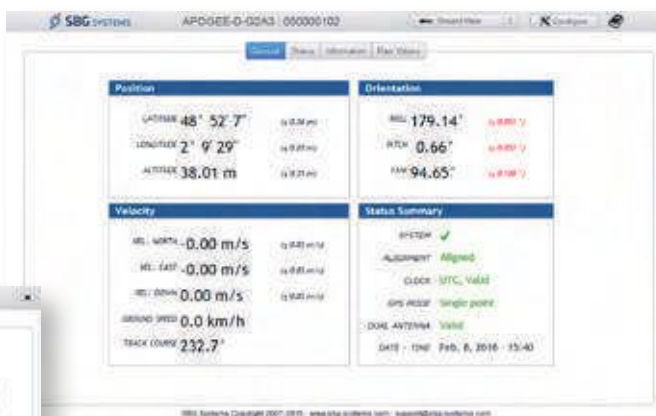 SBG SYSTEMS
APOGEE-D-G2A3 | 000000102
Configure
General Status Information Raw Values
Position
LATITUDE 48° 52' 7"
LONGITUDE 2° 9' 29"
ALTITUDE 38.01 m
Orientation
ROLL 179.14°
PITCH 0.66°
YAW 94.65°
Velocity
VEL. NORTH -0.00 m/s
VEL. EAST -0.00 m/s
VEL. DOWN 0.00 m/s
GROUND SPEED 0.0 km/h
TRACK COURSE 232.7°
Status Summary
SYSTEM
ALIGNMENT Aligned
CLOCK UTC, Valid
GPS MODE Single point
DUAL ANTENNA Valid
DATE - TIME Feb, 8, 2016 - 15:40